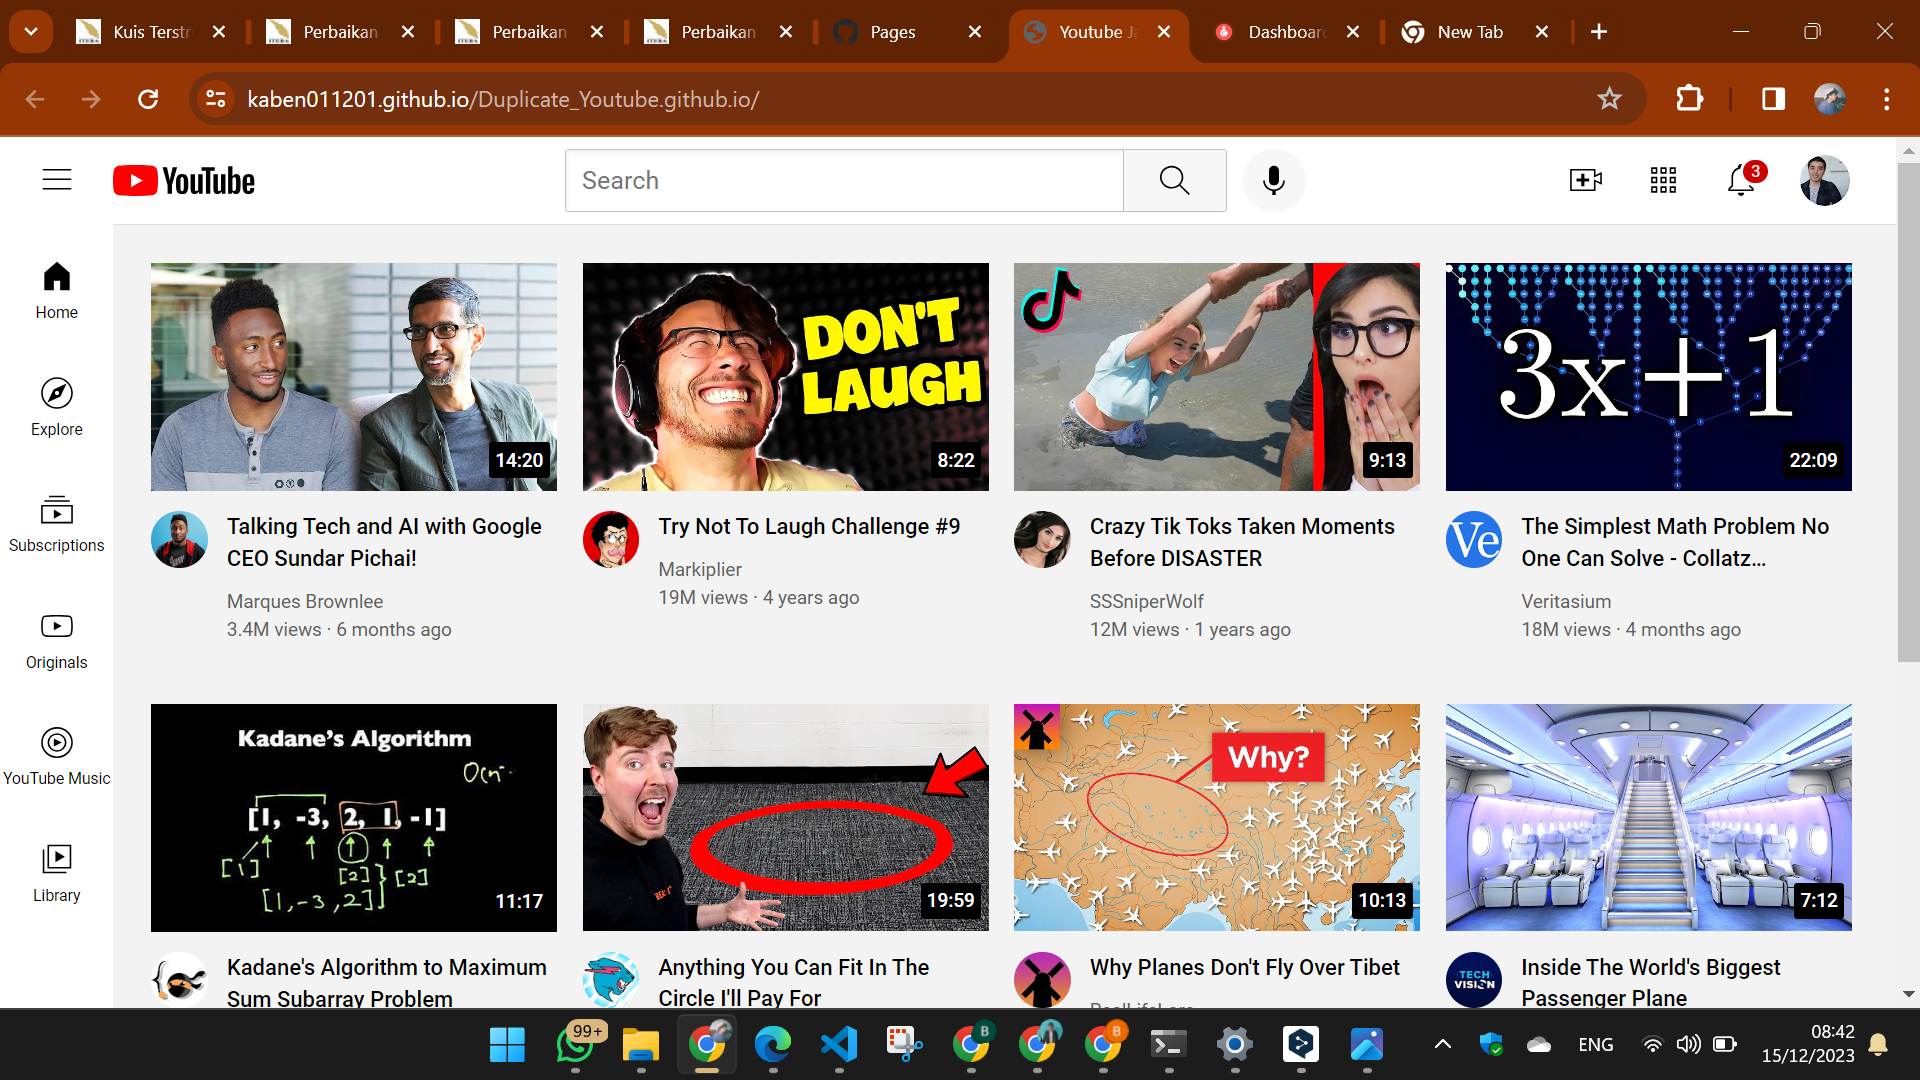 Kuis Terstr
Perbaikan
Perbaikan
Perbaikan
Pages
Youtube Ja
Dashboard
New Tab
kaben011201.github.io/Duplicate_Youtube.github.io/
YouTube
Search
3
Home
Explore
Subscriptions
Originals
YouTube Music
Library
14:20
DON'T
LAUGH
8:22
9:13
3x+1
22:09
Talking Tech and AI with Google
CEO Sundar Pichai!
Marques Brownlee
3.4M views · 6 months ago
Try Not To Laugh Challenge #9
Markiplier
19M views · 4 years ago
Crazy Tik Toks Taken Moments
Before DISASTER
SSSniperWolf
12M views · 1 years ago
Ve
The Simplest Math Problem No
One Can Solve - Collatz...
Veritasium
18M views · 4 months ago
Kadane's Algorithm
[1, -3, 2, 1, -1]
[1]
[2]
[2]
[1,-3,2]
11:17
19:59
Why?
10:13
7:12
Kadane's Algorithm to Maximum
Sum Subarray Problem
Anything You Can Fit In The
Circle I'll Pay For
Why Planes Don't Fly Over Tibet
TECH
VISION
Inside The World's Biggest
Passenger Plane
99+
B
B
ENG
08:42
15/12/2023